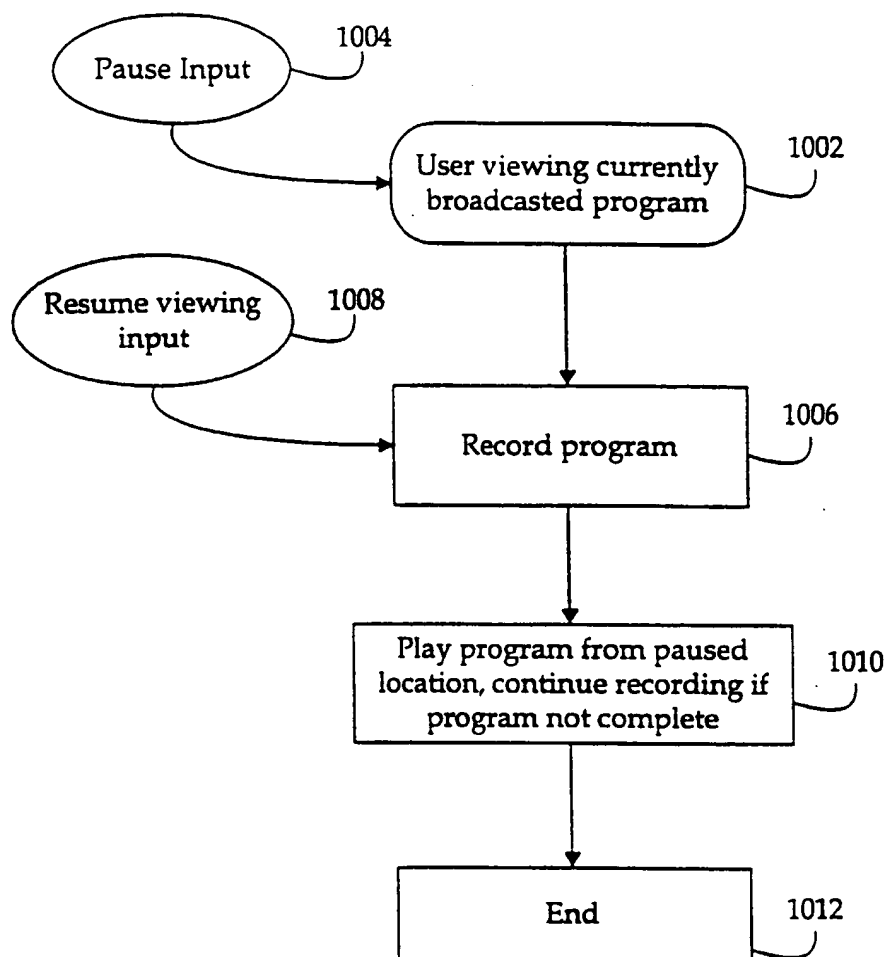 1004
Pause Input
User viewing currently
broadcasted program
1002
Resume viewing
input
1008
Record program
1006
Play program from paused
location, continue recording if
program not complete
1010
End
1012